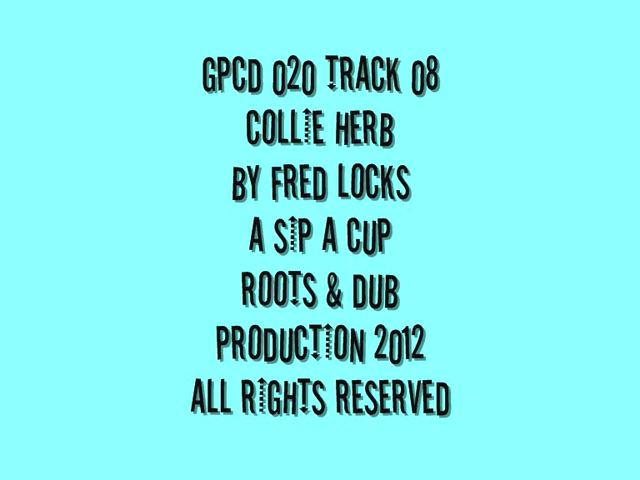 GPCD 020 TRACK 08
COLLIE HERB
BY FRED LOCKS
A SIP A CUP
ROOTS & DUB
PRODUCTION 2012
ALL RIGHTS RESERVED